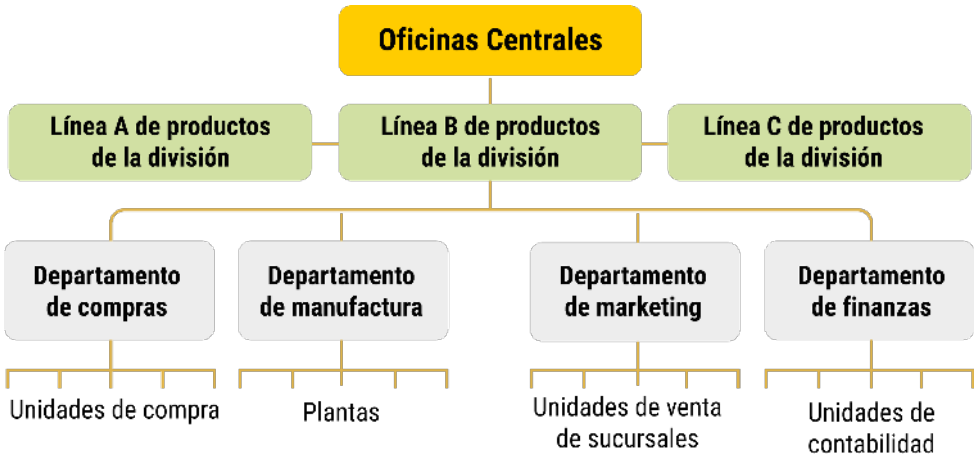 Oficinas Centrales
Línea A de productos
de la división
Línea B de productos
de la división
Línea C de productos
de la división
Departamento
de compras
Departamento
de manufactura
Departamento
de marketing
Departamento
de finanzas
Unidades de compra
Plantas
Unidades de venta
de sucursales
Unidades de
contabilidad